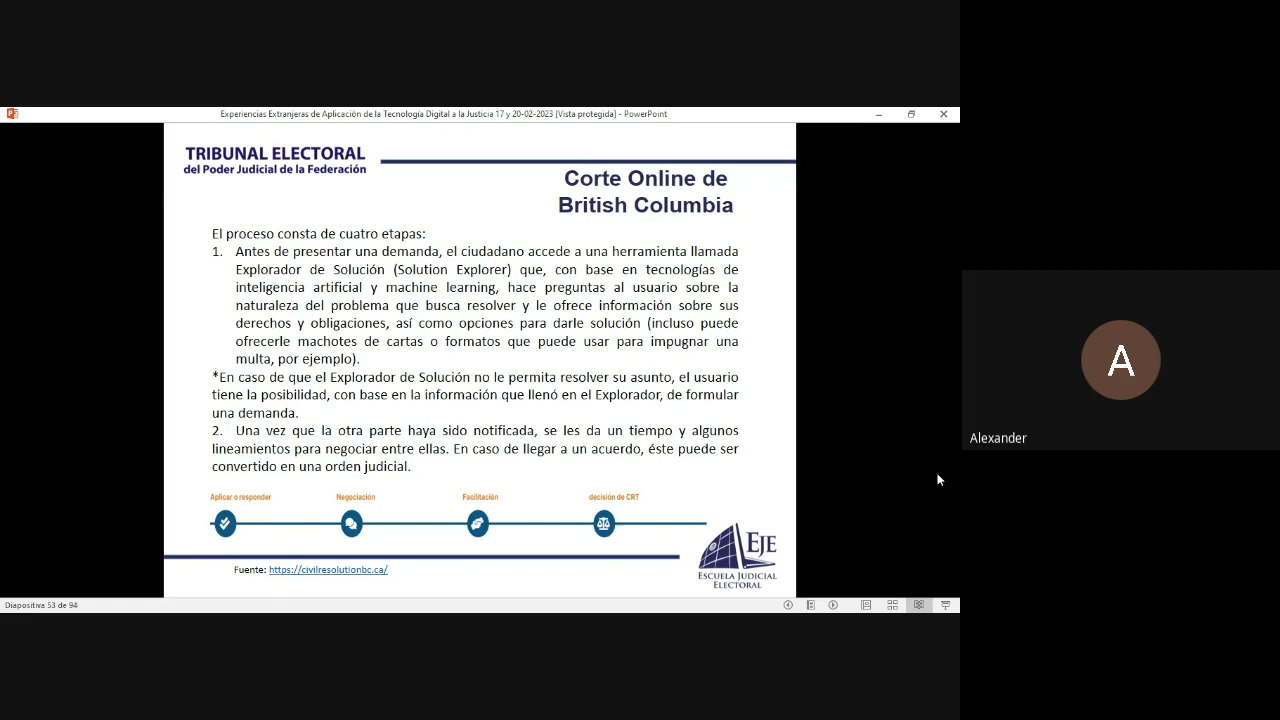 Experiencias Extranjeras de Aplicación de la Tecnología Digital a la Justicia 17 y 20-02-2023 [Vista protegida] - PowerPoint
TRIBUNAL ELECTORAL
del Poder Judicial de la Federación
Corte Online de
British Columbia
El proceso consta de cuatro etapas:
1. Antes de presentar una demanda, el ciudadano accede a una herramienta llamada
Explorador de Solución (Solution Explorer) que, con base en tecnologías de
inteligencia artificial y machine learning, hace preguntas al usuario sobre la
naturaleza del problema que busca resolver y le ofrece información sobre sus
derechos y obligaciones, así como opciones para darle solución (incluso puede
ofrecerle machotes de cartas o formatos que puede usar para impugnar una
multa, por ejemplo).
*En caso de que el Explorador de Solución no le permita resolver su asunto, el usuario
tiene la posibilidad, con base en la información que llenó en el Explorador, de formular
una demanda.
2. Una vez que la otra parte haya sido notificada, se les da un tiempo y algunos
lineamientos para negociar entre ellas. En caso de llegar a un acuerdo, éste puede ser
convertido en una orden judicial.
Aplicar o responder
Negociación
Facilitación
decisión de CRT
EJE
ESCUELA JUDICIAL
ELECTORAL
Fuente: https://civilresolutionbc.ca/
Diapositiva 53 de 94
A
Alexander